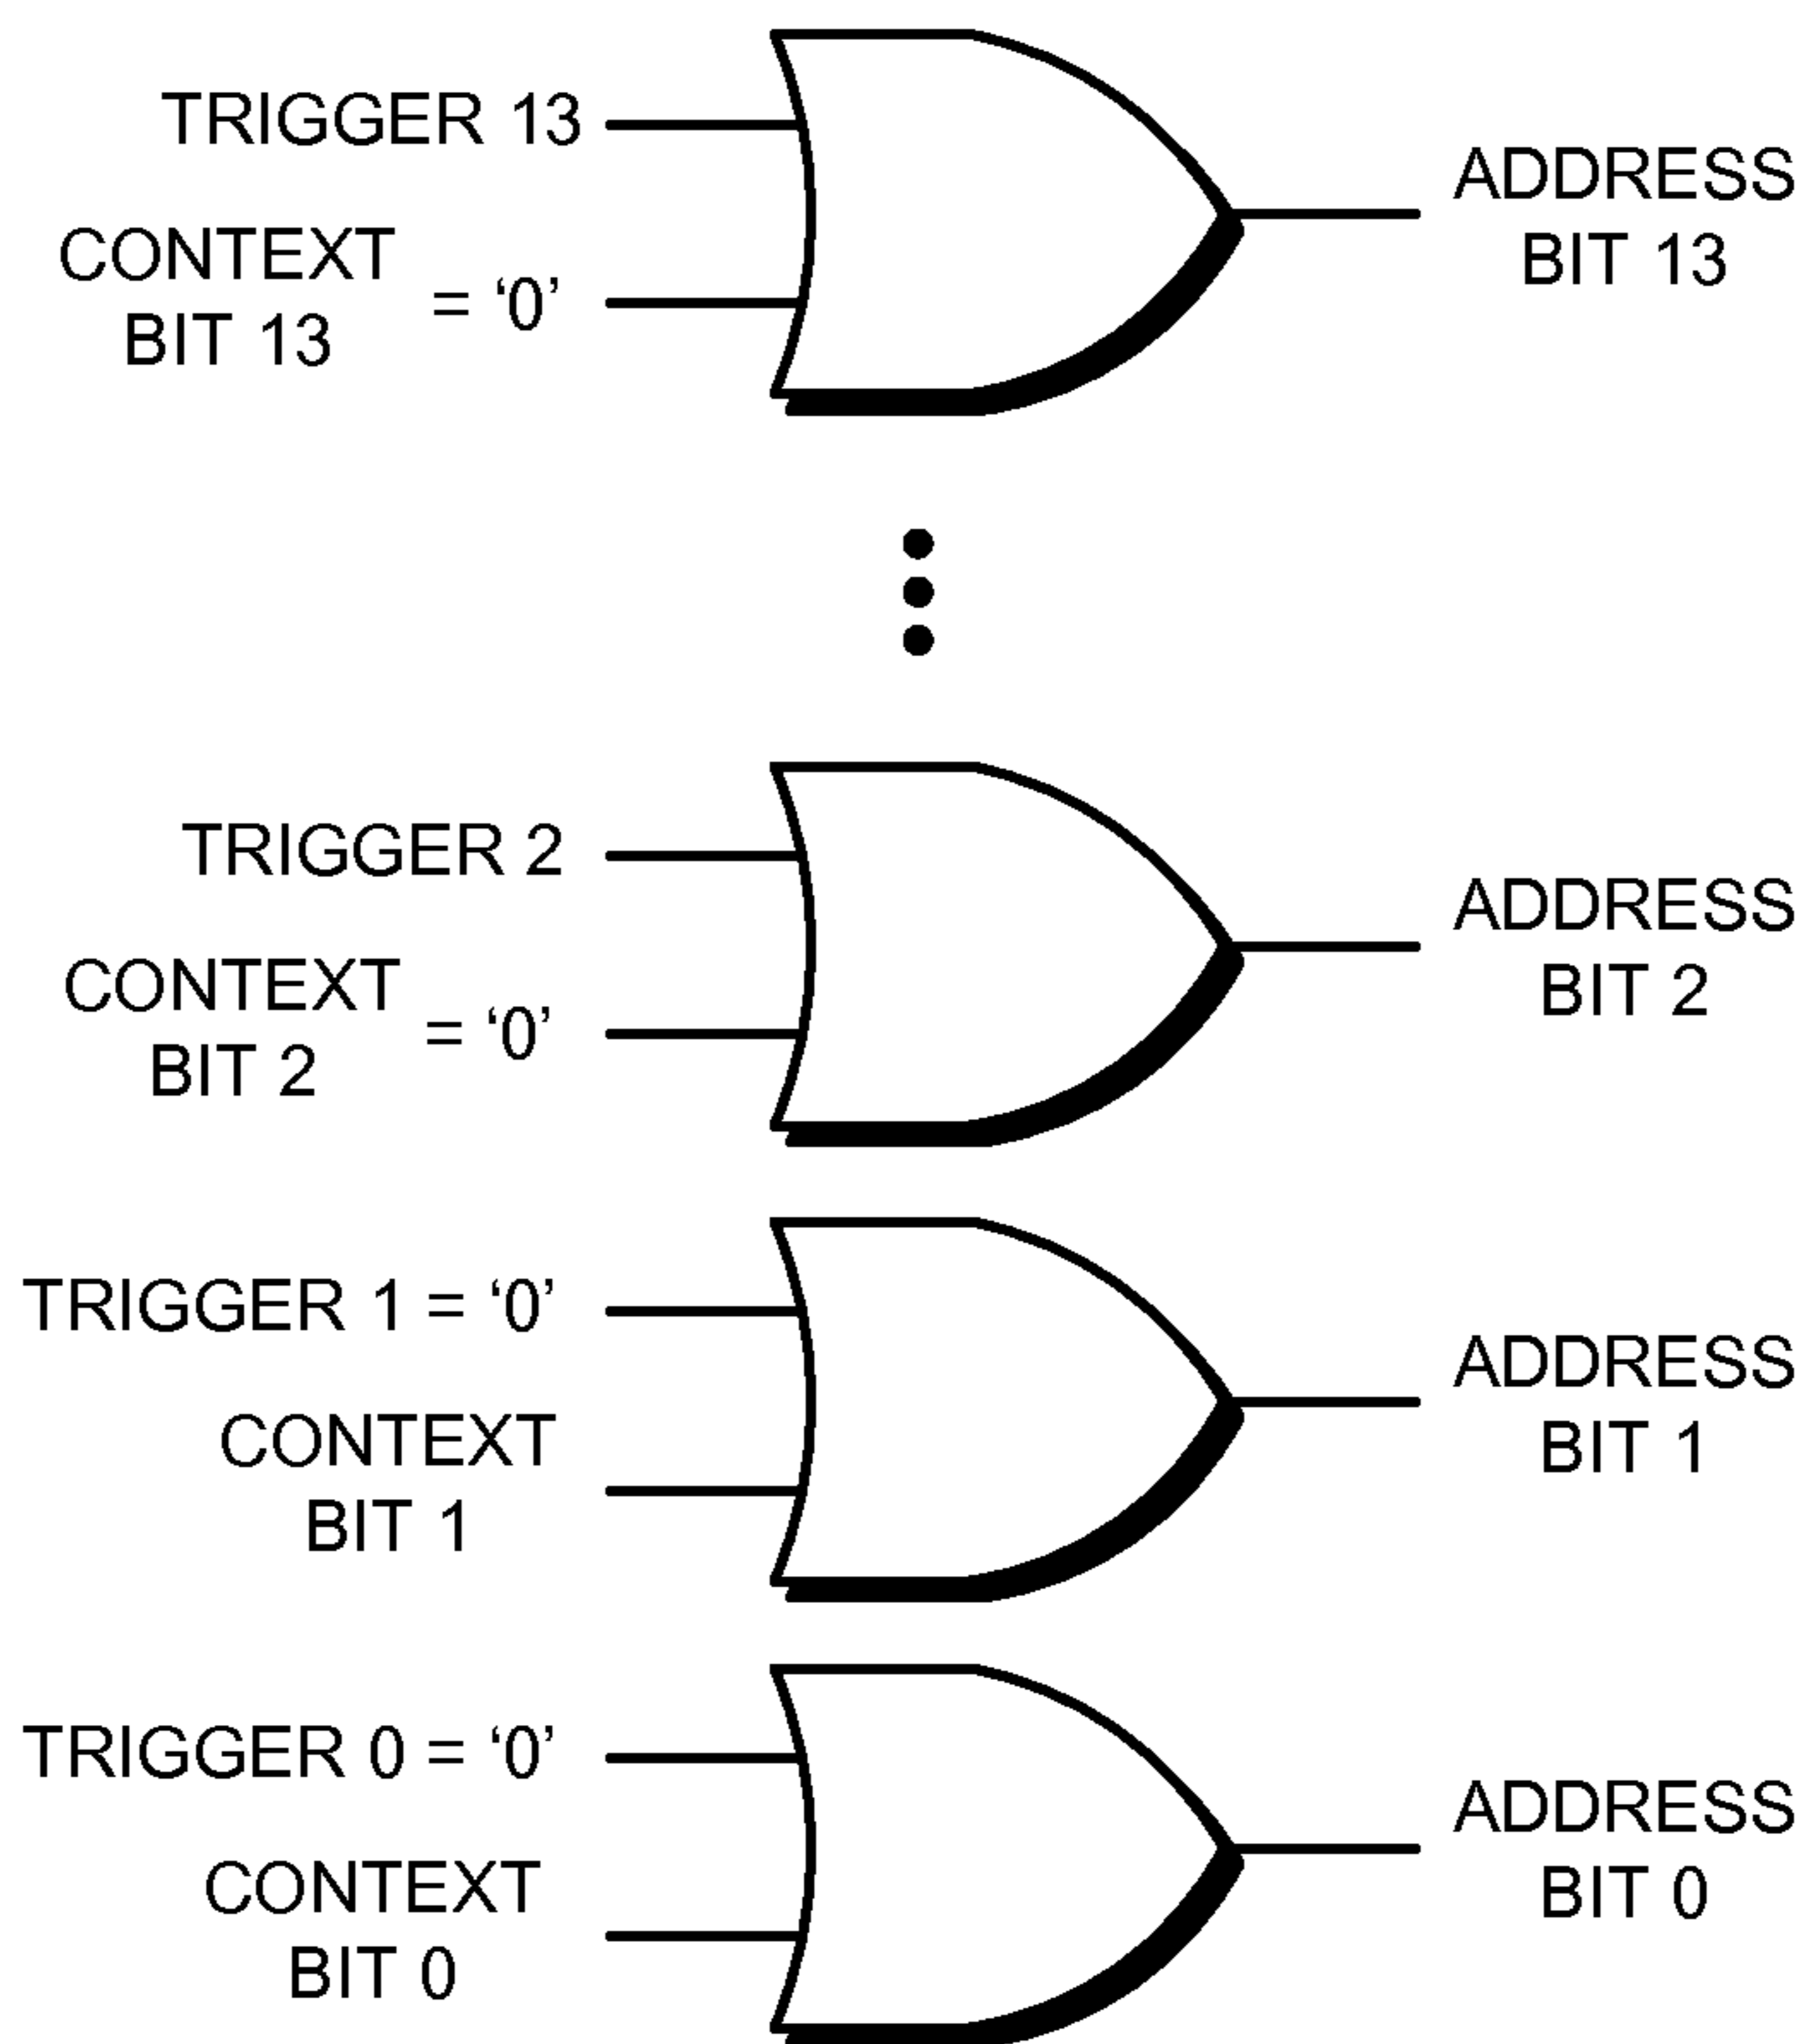 TRIGGER 13
CONTEXT
BIT 13
= ‘0’
ADDRESS
BIT 13
TRIGGER 2
CONTEXT
BIT 2
= ‘0’
ADDRESS
BIT 2
TRIGGER 1 = ‘0’
CONTEXT
BIT 1
ADDRESS
BIT 1
TRIGGER 0 = ‘0’
CONTEXT
BIT 0
ADDRESS
BIT 0